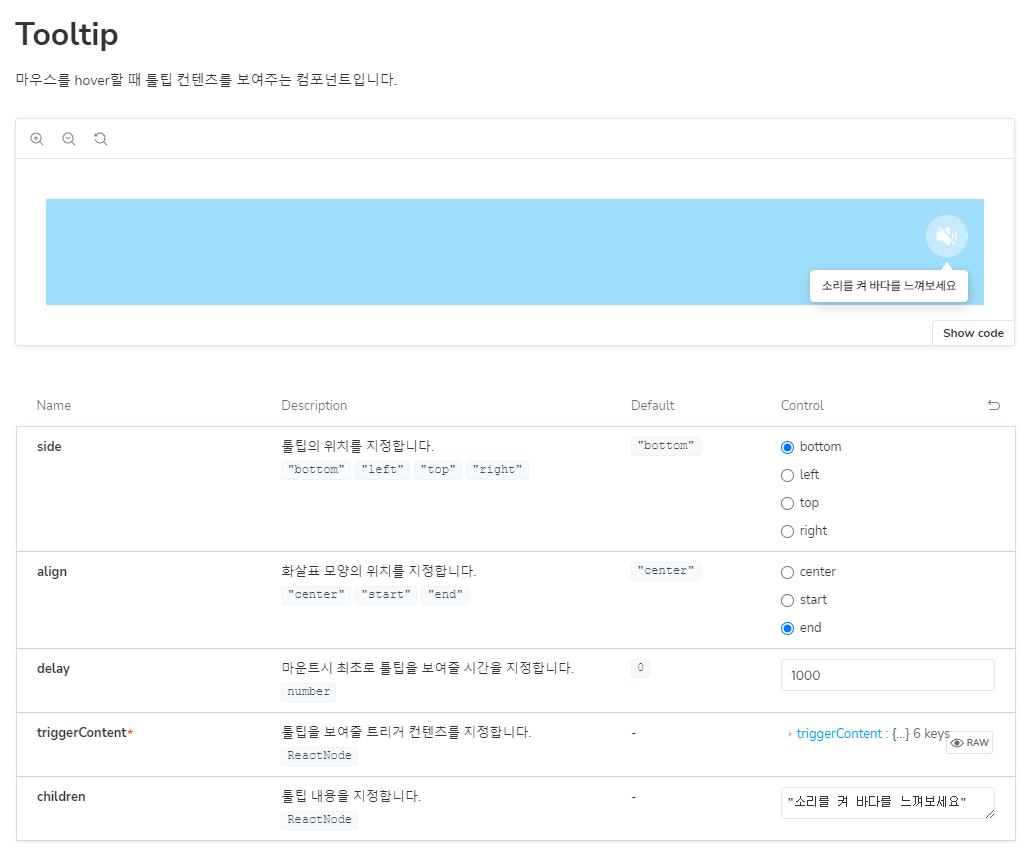 Tooltip
마우스를 hover할 때 툴팁 컨텐츠를 보여주는 컴포넌트입니다.
소리를 켜 바다를 느껴보세요
Show code
Name Description Default Control
side 툴팁의 위치를 지정합니다. "bottom" bottom
"bottom" "left" "top" "right"
left
top
right
align 화살표 모양의 위치를 지정합니다. "center" center
"center" "start" "end"
start
end
delay 마운트시 최초로 툴팁을 보여줄 시간을 지정합니다. 0 1000
number
triggerContent* 툴팁을 보여줄 트리거 컨텐츠를 지정합니다. - triggerContent : {...} 6 keys
RAW
ReactNode
children 툴팁 내용을 지정합니다. - "소리를 켜 바다를 느껴보세요"
ReactNode